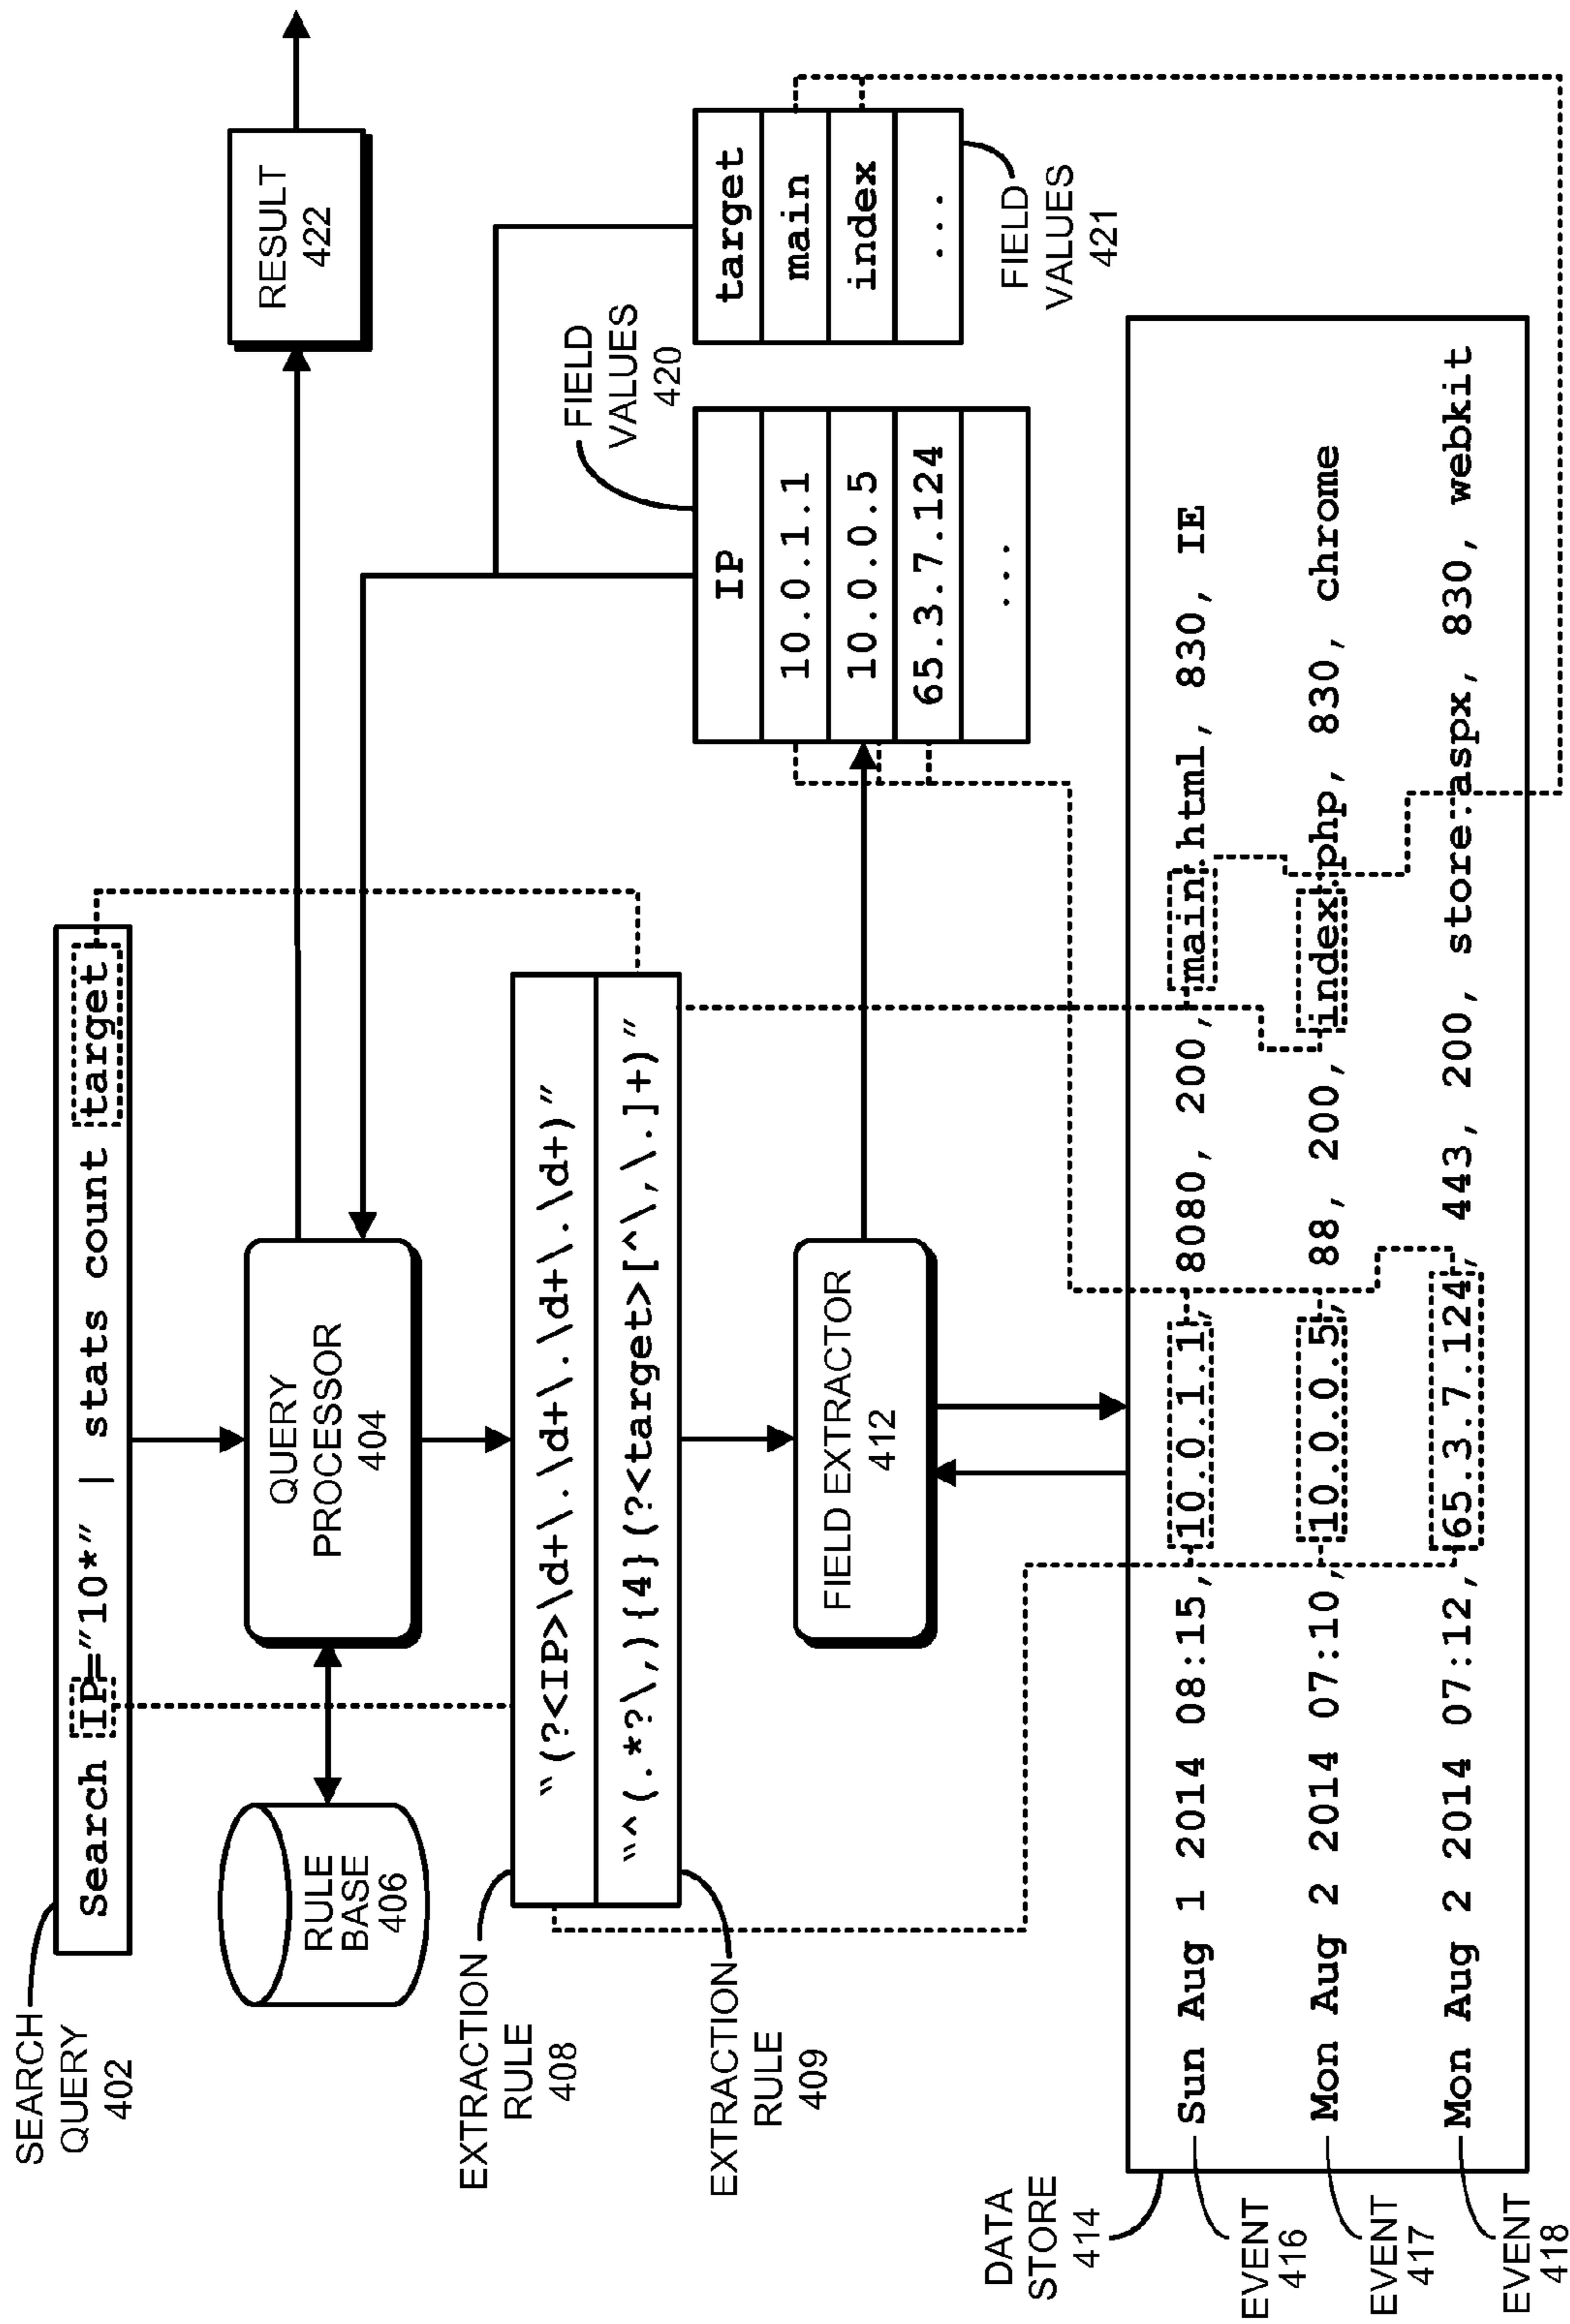 SEARCH
QUERY
402
Search IP="10*" | stats count target
RULE
BASE
406
QUERY
PROCESSOR
404
RESULT
422
EXTRACTION
RULE
408
"(?<IP>\d+\.\d+\.\d+\.\d+)"
"^(.*?\,){4}(?<target>[^\,\.]+)"
EXTRACTION
RULE
409
FIELD EXTRACTOR
412
FIELD
VALUES
420
IP
10.0.1.1
10.0.0.5
65.3.7.124
...
target
main
index
...
FIELD
VALUES
421
DATA
STORE
414
Sun Aug 1 2014 08:15, 10.0.1.1, 8080, 200, main.html, 830, IE
Mon Aug 2 2014 07:10, 10.0.0.5, 88, 200, index.php, 830, chrome
Mon Aug 2 2014 07:12, 65.3.7.124, 443, 200, store.aspx, 830, webkit
EVENT
416
EVENT
417
EVENT
418